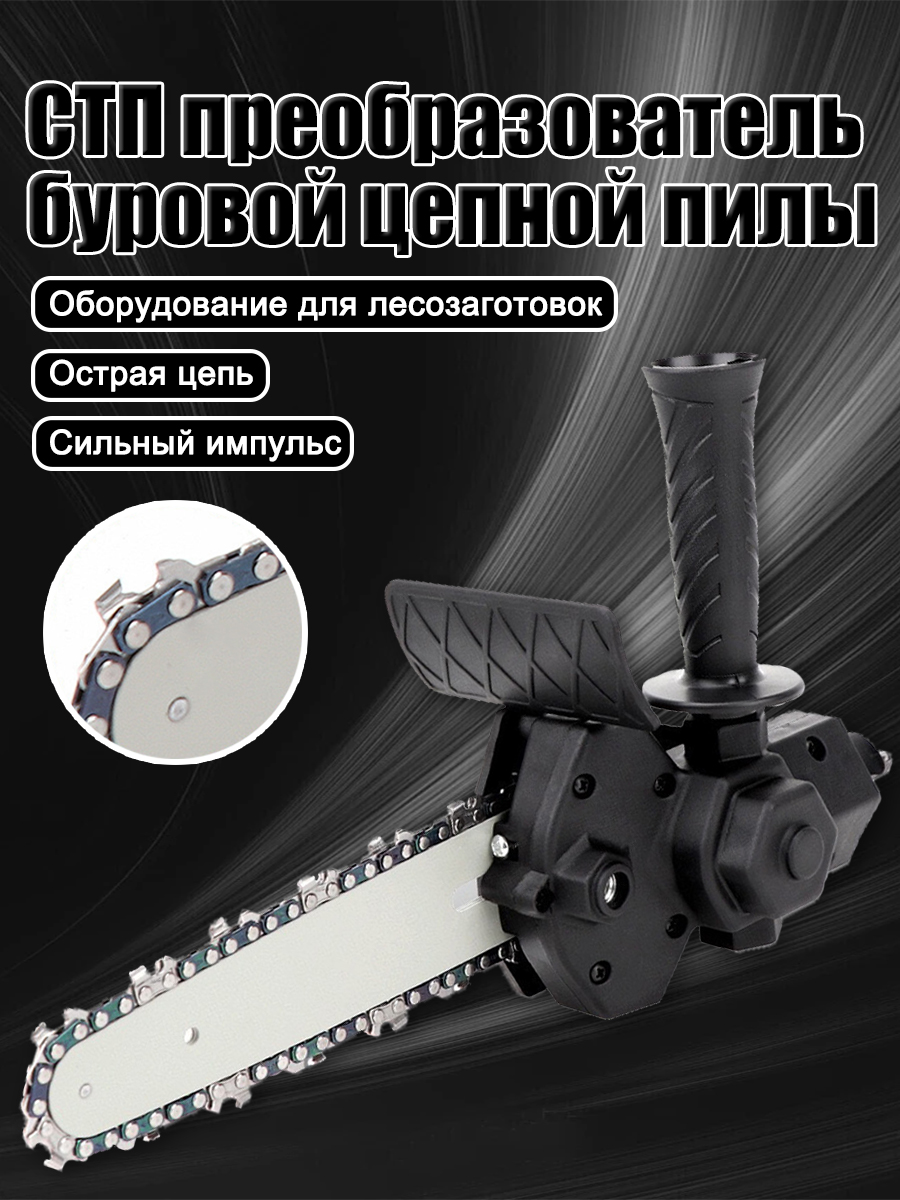 СТП преобразователь
буровой цепной пилы
Оборудование для лесозаготовок
Острая цепь
Сильный импульс